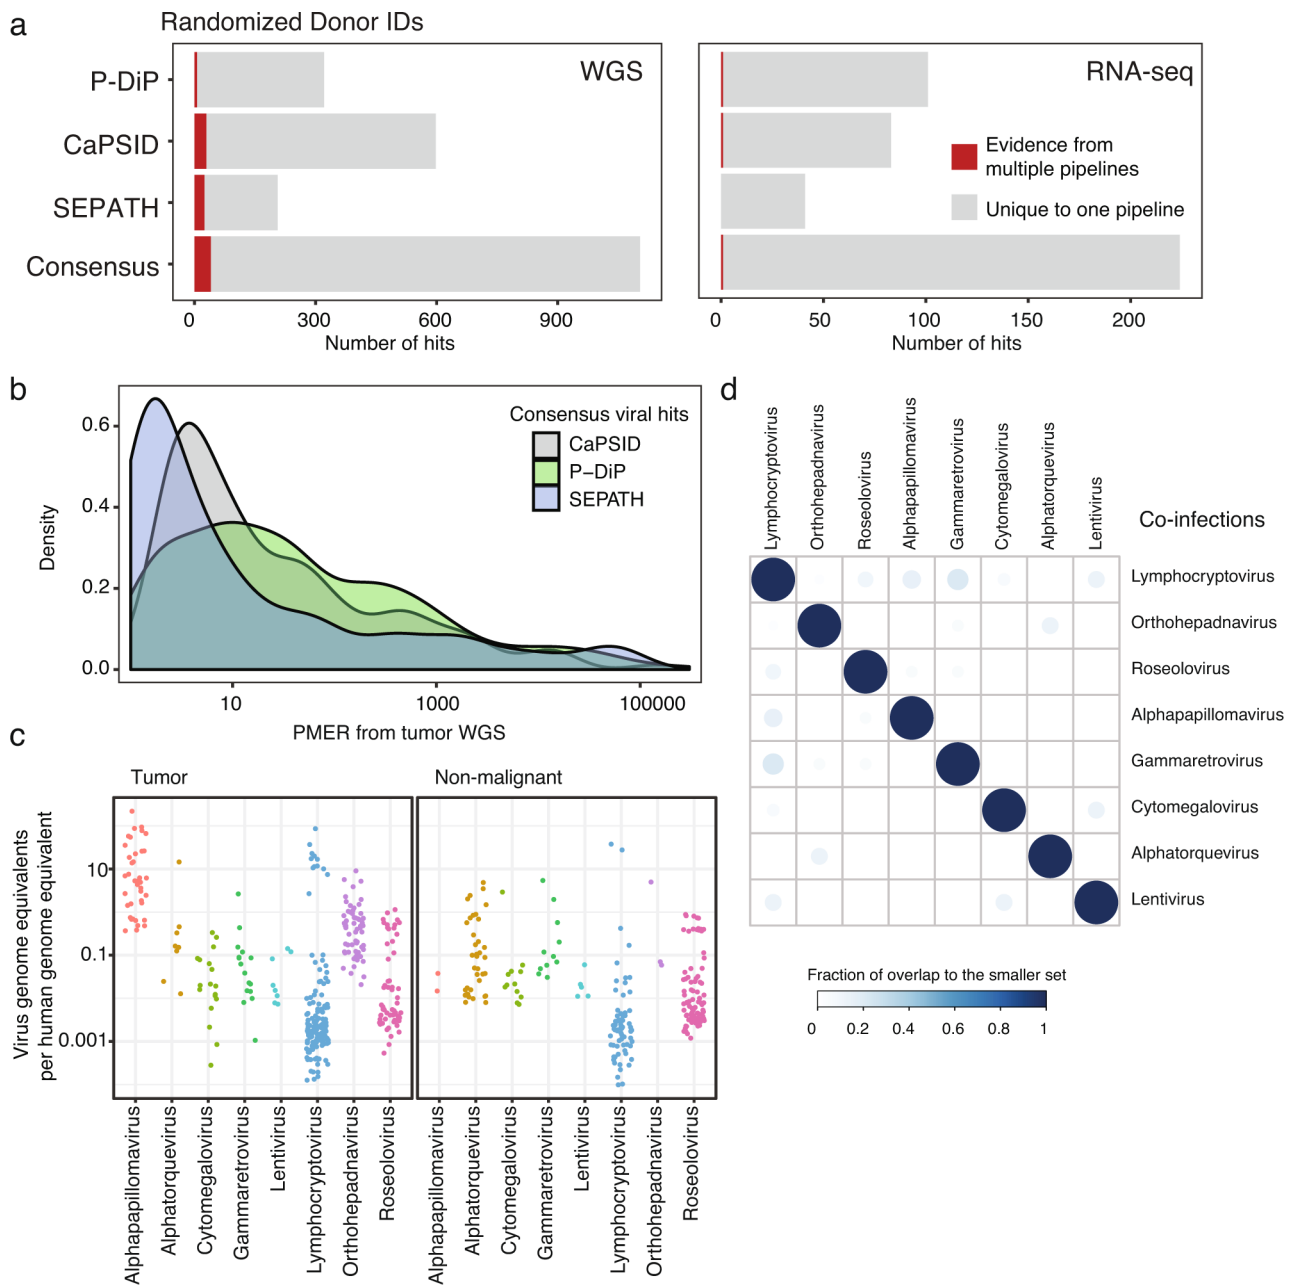 a
Randomized Donor IDs
WGS
RNA-seq
P-DiP
CaPSID
SEPATH
Consensus
Evidence from
multiple pipelines
Unique to one pipeline
0 300 600 900
Number of hits
0 50 100 150 200
Number of hits
b
Consensus viral hits
CaPSID
P−DiP
SEPATH
Density
0.6
0.4
0.2
0.0
10 1000 100000
PMER from tumor WGS
c
Tumor
Non-malignant
Virus genome equivalents
per human genome equivalent
10
0.1
0.001
Alphapapillomavirus
Alphatorquevirus
Cytomegalovirus
Gammaretrovirus
Lentivirus
Lymphocryptovirus
Orthohepadnavirus
Roseolovirus
Alphapapillomavirus
Alphatorquevirus
Cytomegalovirus
Gammaretrovirus
Lentivirus
Lymphocryptovirus
Orthohepadnavirus
Roseolovirus
d
Lymphocryptovirus
Orthohepadnavirus
Roseolovirus
Alphapapillomavirus
Gammaretrovirus
Cytomegalovirus
Alphatorquevirus
Lentivirus
Co-infections
Lymphocryptovirus
Orthohepadnavirus
Roseolovirus
Alphapapillomavirus
Gammaretrovirus
Cytomegalovirus
Alphatorquevirus
Lentivirus
Fraction of overlap to the smaller set
0 0.2 0.4 0.6 0.8 1